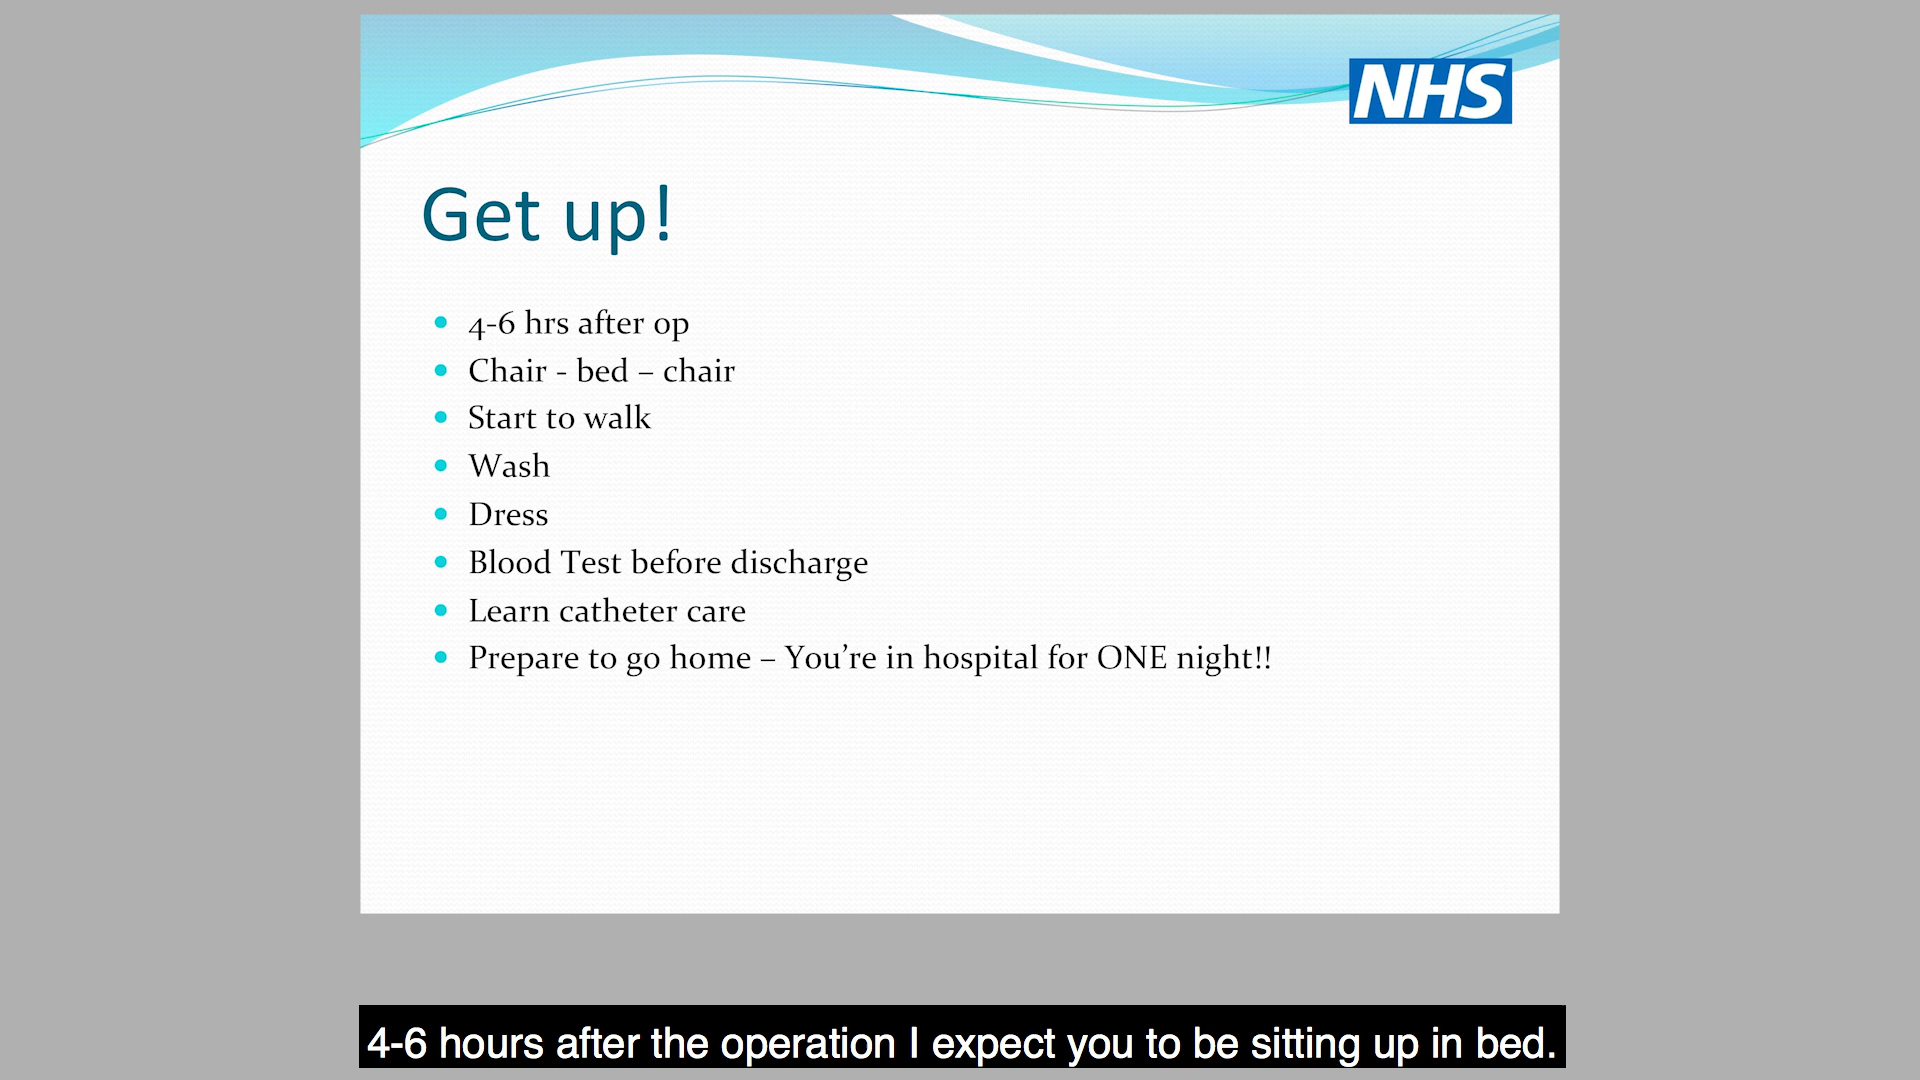 NHS
Get up!
4-6 hrs after op
Chair - bed – chair
Start to walk
Wash
Dress
Blood Test before discharge
Learn catheter care
Prepare to go home – You’re in hospital for ONE night!!
4-6 hours after the operation I expect you to be sitting up in bed.